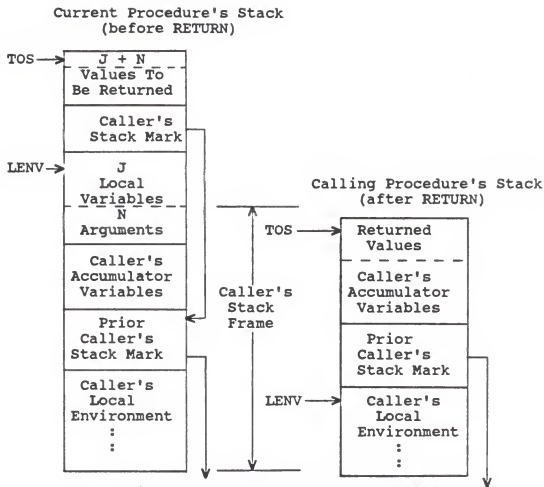 Current Procedure's Stack
(before RETURN)
TOS
J + N
Values To
Be Returned
Caller's
Stack Mark
LENV
J
Local
Variables
N
Arguments
Caller's
Accumulator
Variables
Prior
Caller's
Stack Mark
Caller's
Local
Environment
:
:
Caller's
Stack
Frame
Calling Procedure's Stack
(after RETURN)
TOS
Returned
Values
Caller's
Accumulator
Variables
Prior
Caller's
Stack Mark
LENV
Caller's
Local
Environment
:
: